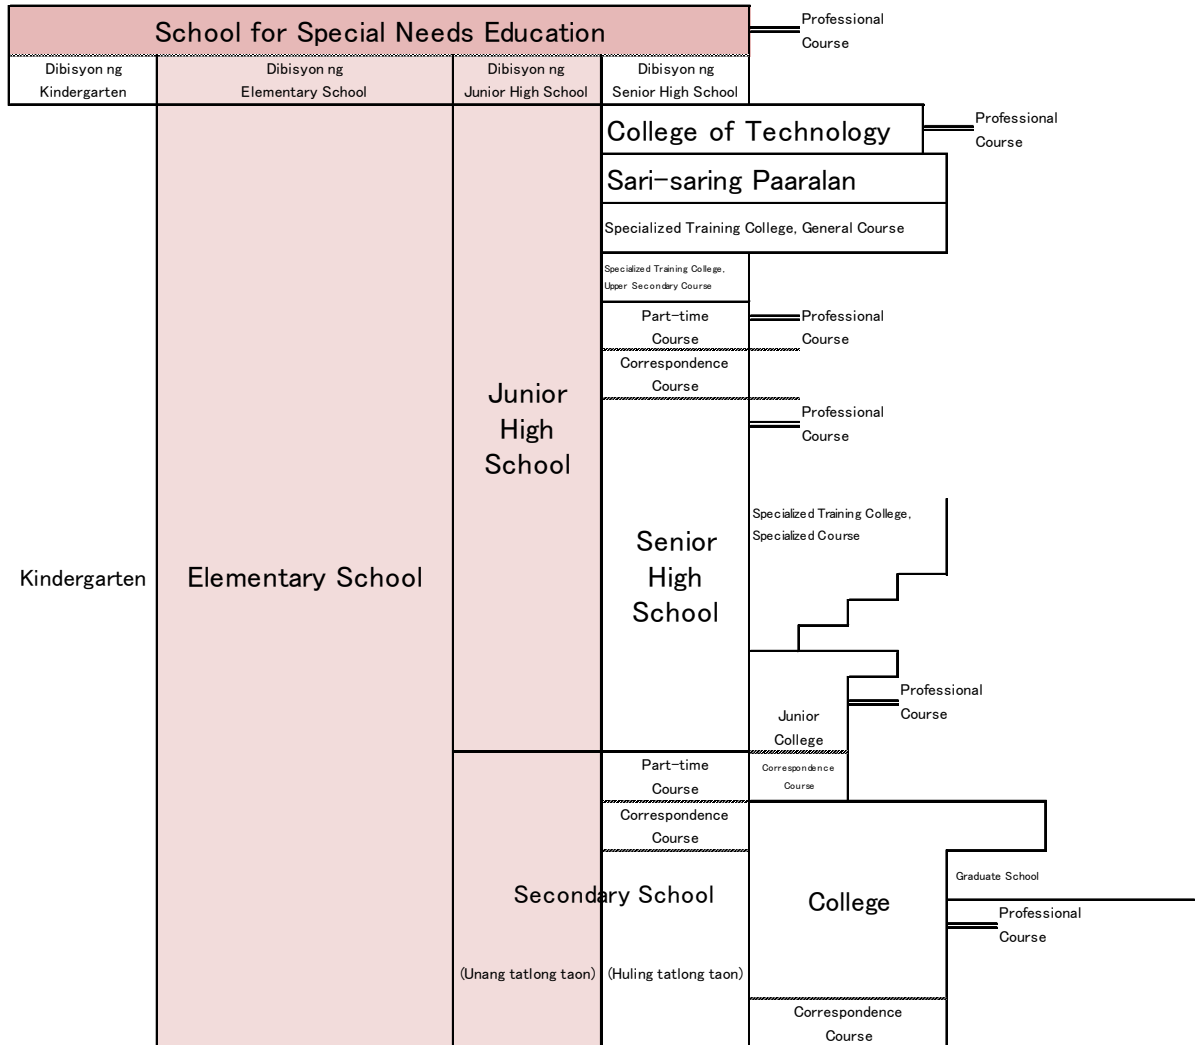 School for Special Needs Education
Professional
Course
Dibisyon ng
Kindergarten
Dibisyon ng
Elementary School
Dibisyon ng
Junior High School
Dibisyon ng
Senior High School
College of Technology
Professional
Course
Sari-saring Paaralan
Specialized Training College, General Course
Specialized Training College,
Upper Secondary Course
Part-time
Course
Professional
Course
Correspondence
Course
Junior
High
School
Professional
Course
Specialized Training College,
Specialized Course
Senior
High
School
Kindergarten
Elementary School
Professional
Course
Junior
College
Part-time
Course
Correspondence
Course
Correspondence
Course
Secondary School
College
Graduate School
Professional
Course
(Unang tatlong taon)
(Huling tatlong taon)
Correspondence
Course